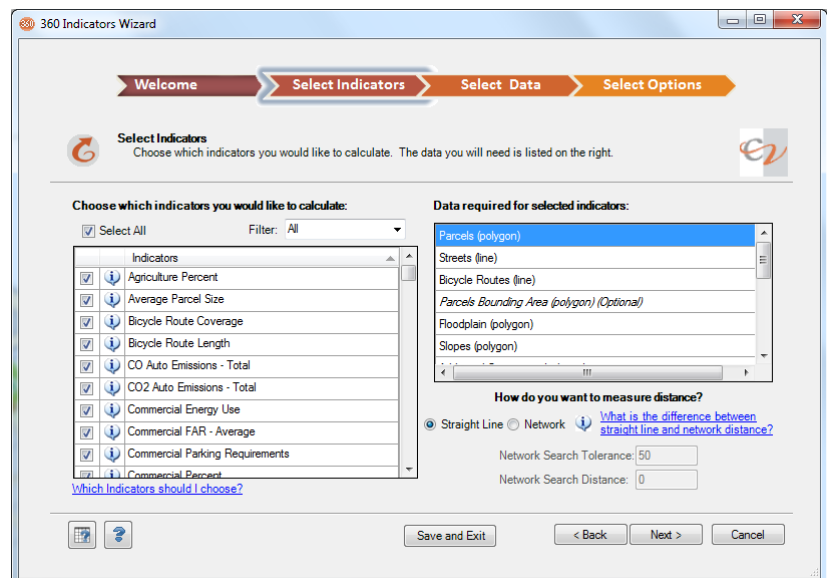 360 Indicators Wizard
Welcome
Select Indicators
Select Data
Select Options
Select Indicators
Choose which indicators you would like to calculate. The data you will need is listed on the right.
Choose which indicators you would like to calculate:
Select All
Filter: All
Indicators
Agriculture Percent
Average Parcel Size
Bicycle Route Coverage
Bicycle Route Length
CO Auto Emissions - Total
CO2 Auto Emissions - Total
Commercial Energy Use
Commercial FAR - Average
Commercial Parking Requirements
Commercial Percent
Which Indicators should I choose?
Data required for selected indicators:
Parcels (polygon)
Streets (line)
Bicycle Routes (line)
Parcels Bounding Area (polygon) (Optional)
Floodplain (polygon)
Slopes (polygon)
How do you want to measure distance?
Straight Line
Network
What is the difference between
straight line and network distance?
Network Search Tolerance: 50
Network Search Distance: 0
Save and Exit
< Back
Next >
Cancel